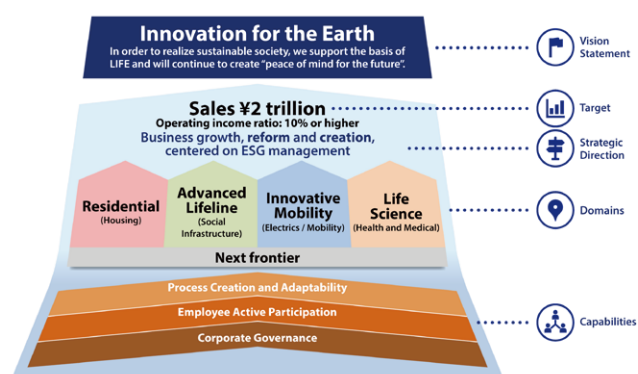 Innovation for the Earth
In order to realize sustainable society, we support the basis of
LIFE and will continue to create “peace of mind for the future”.
Vision
Statement
Sales ¥2 trillion
Operating income ratio: 10% or higher
Target
Business growth, reform and creation,
centered on ESG management
Strategic
Direction
Residential
(Housing)
Advanced
Lifeline
(Social
Infrastructure)
Innovative
Mobility
(Electrics / Mobility)
Life
Science
(Health and Medical)
Domains
Next frontier
Process Creation and Adaptability
Employee Active Participation
Corporate Governance
Capabilities